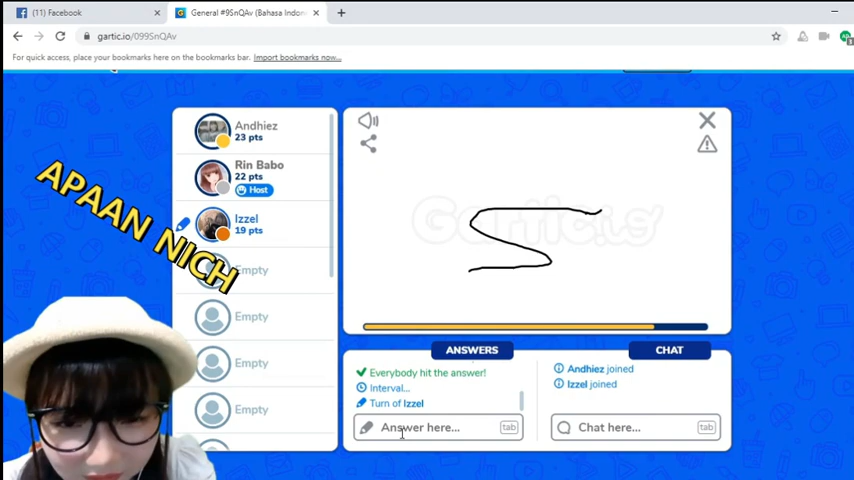 (11) Facebook
General #9SnQAv (Bahasa Indon
gartic.io/099SnQAv
For quick access, place your bookmarks here on the bookmarks bar. Import bookmarks now...
Andhiez
23 pts
Rin Babo
22 pts
Host
Izzel
19 pts
Empty
Empty
Empty
Empty
APAAN NICH
Gartic.io
ANSWERS
CHAT
Everybody hit the answer!
Interval...
Turn of Izzel
Answer here...
tab
Andhiez joined
Izzel joined
Chat here...
tab